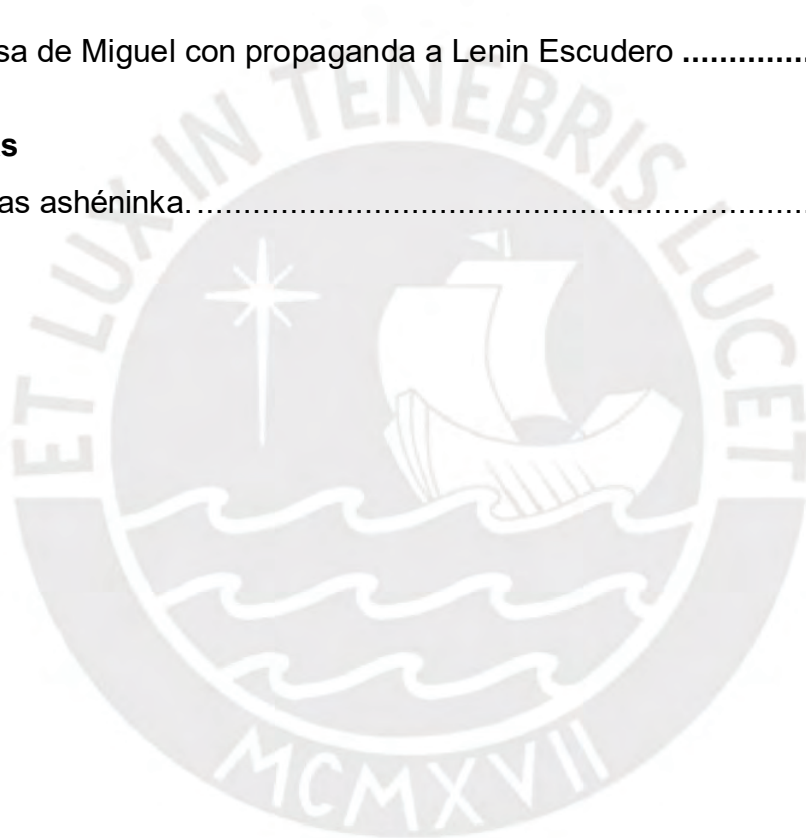 sa de Miguel con propaganda a Lenin Escudero ..............
s
as ashéninka. ..........................................................................
ET LUX IN TENEBRIS LUCET
MCMXVII